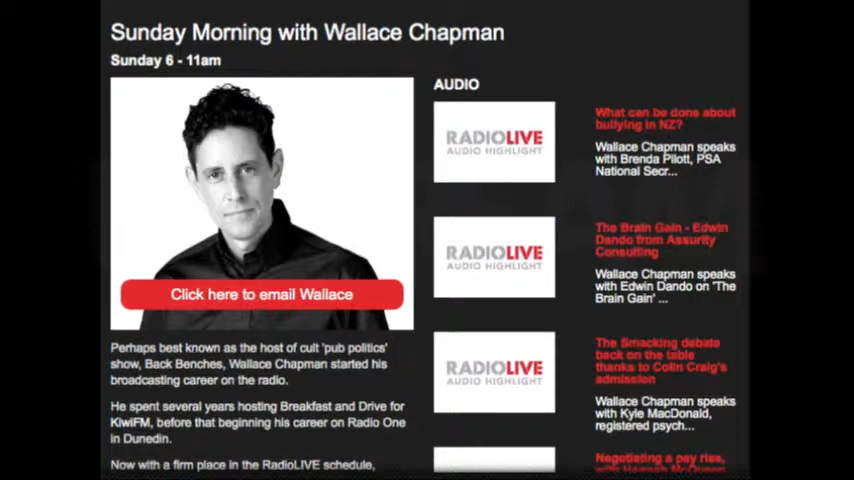 Sunday Morning with Wallace Chapman
Sunday 6 - 11am
Click here to email Wallace
Perhaps best known as the host of cult 'pub politics'
show, Back Benches, Wallace Chapman started his
broadcasting career on the radio.
He spent several years hosting Breakfast and Drive for
KiwiFM, before that beginning his career on Radio One
in Dunedin.
Now with a firm place in the RadioLIVE schedule,
AUDIO
RADIOLIVE
AUDIO HIGHLIGHT
What can be done about
bullying in NZ?
Wallace Chapman speaks
with Brenda Pilott, PSA
National Secr...
RADIOLIVE
AUDIO HIGHLIGHT
The Brain Gain - Edwin
Dando from Assurity
Consulting
Wallace Chapman speaks
with Edwin Dando on 'The
Brain Gain' ...
RADIOLIVE
AUDIO HIGHLIGHT
The Smacking debate
back on the table
thanks to Colin Craig's
admission
Wallace Chapman speaks
with Kyle MacDonald,
registered psych...
Negotiating a pay rise,
with Hannah McQueen